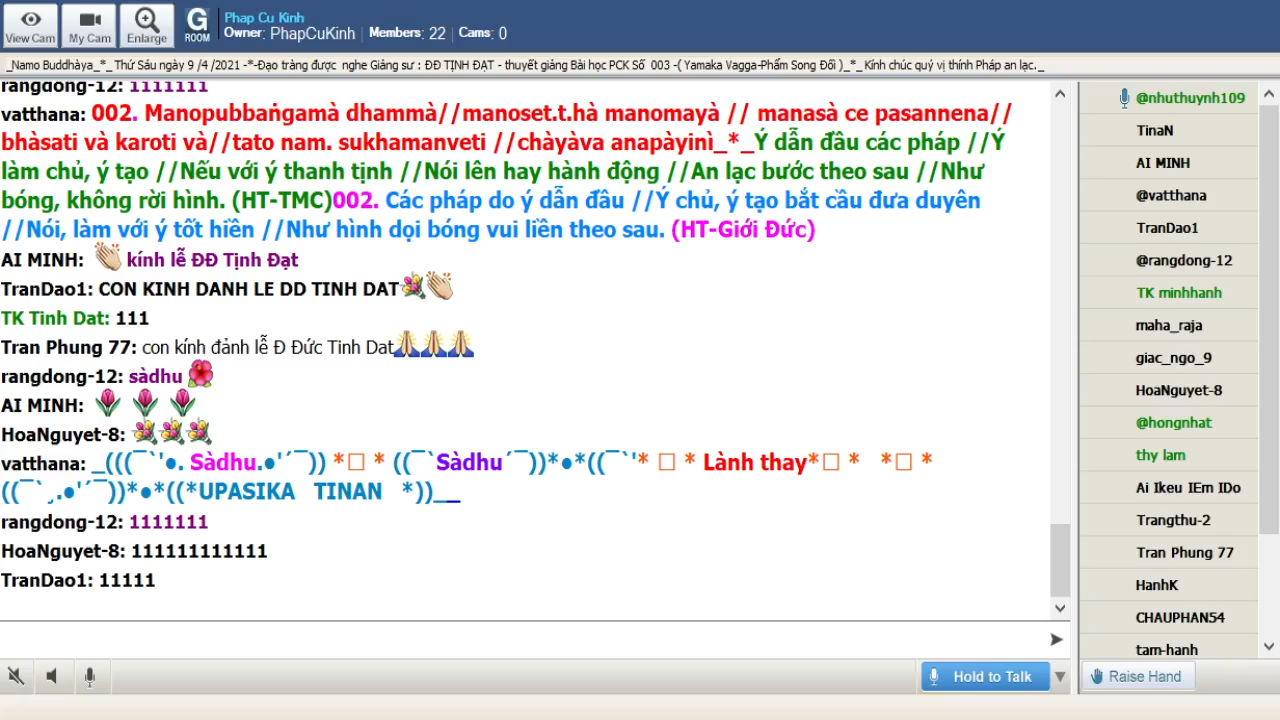 View Cam
My Cam
Enlarge
G
ROOM
Phap Cu Kinh
Owner: PhapCuKinh | Members: 22 | Cams: 0
_Namo Buddhàya_*_ Thứ Sáu ngày 9 /4 /2021 -*-Đạo tràng được nghe Giảng sư : ĐĐ TỊNH ĐẠT - thuyết giảng Bài học PCK Số 003 -( Yamaka Vagga-Phẩm Song Đối )_*_ Kính chúc quý vị thính Pháp an lạc._
rangdong-12: 1111111
vatthana: 002. Manopubbaṅgamà dhammà//manoset.t.hà manomayà // manasà ce pasannena//
bhàsati và karoti và//tato nam. sukhamanveti //chàyàva anapàyinì_*_Ý dẫn đầu các pháp //Ý
làm chủ, ý tạo //Nếu với ý thanh tịnh //Nói lên hay hành động //An lạc bước theo sau //Như
bóng, không rời hình. (HT-TMC)002. Các pháp do ý dẫn đầu //Ý chủ, ý tạo bắt cầu đưa duyên
//Nói, làm với ý tốt hiền //Như hình dọi bóng vui liền theo sau. (HT-Giới Đức)
AI MINH: 👏 kính lễ ĐĐ Tịnh Đạt
TranDao1: CON KINH DANH LE DD TINH DAT💐👏
TK Tinh Dat: 111
Tran Phung 77: con kính đảnh lễ Đ Đức Tinh Dat🙏🙏🙏
rangdong-12: sàdhu 🌺
AI MINH: 🌷 🌷 🌷
HoaNguyet-8: 💐💐💐
vatthana: _(((¯`'•. Sàdhu.•'´¯)) *□ * ((¯`Sàdhu´¯))*•*((¯`'* □ * Lành thay*□ * *□ *
((¯`¸.•'´¯))*•*((*UPASIKA TINAN *))__
rangdong-12: 1111111
HoaNguyet-8: 111111111111
TranDao1: 11111
Hold to Talk
@nhuthuynh109
TinaN
AI MINH
@vatthana
TranDao1
@rangdong-12
TK minhhanh
maha_raja
giac_ngo_9
HoaNguyet-8
@hongnhat
thy lam
Ai Ikeu IEm IDo
Trangthu-2
Tran Phung 77
HanhK
CHAUPHAN54
tam-hanh
Raise Hand